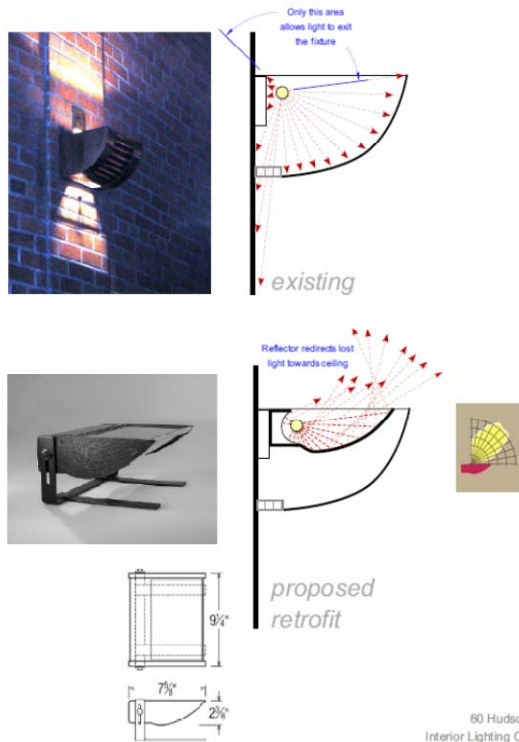 Only this area
allows light to exit
the fixture
existing
Reflector redirects lost
light towards ceiling
proposed
retrofit
9¼"
7⅝"
2⅜"
60 Hudso
Interior Lighting C